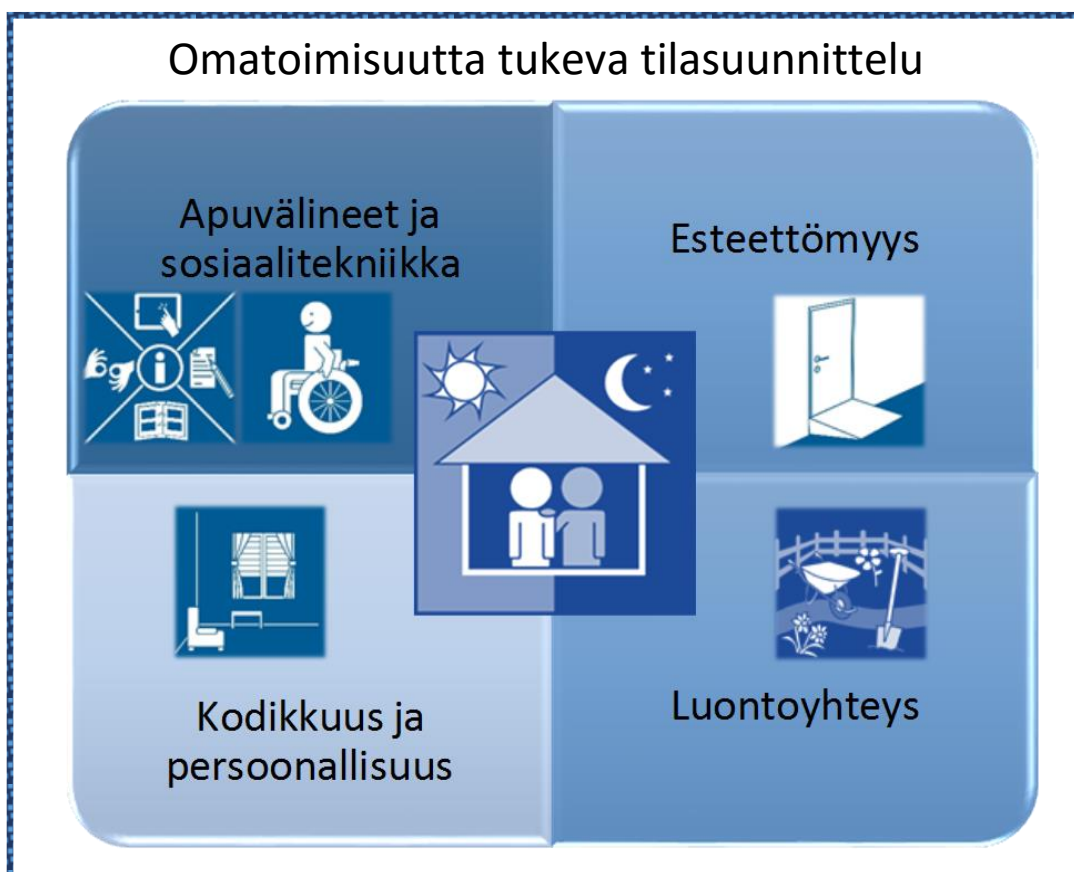 Omatoimisuutta tukeva tilasuunnittelu
Apuvälineet ja
sosiaalitekniikka
Esteettömyys
Kodikkuus ja
persoonallisuus
Luontoyhteys